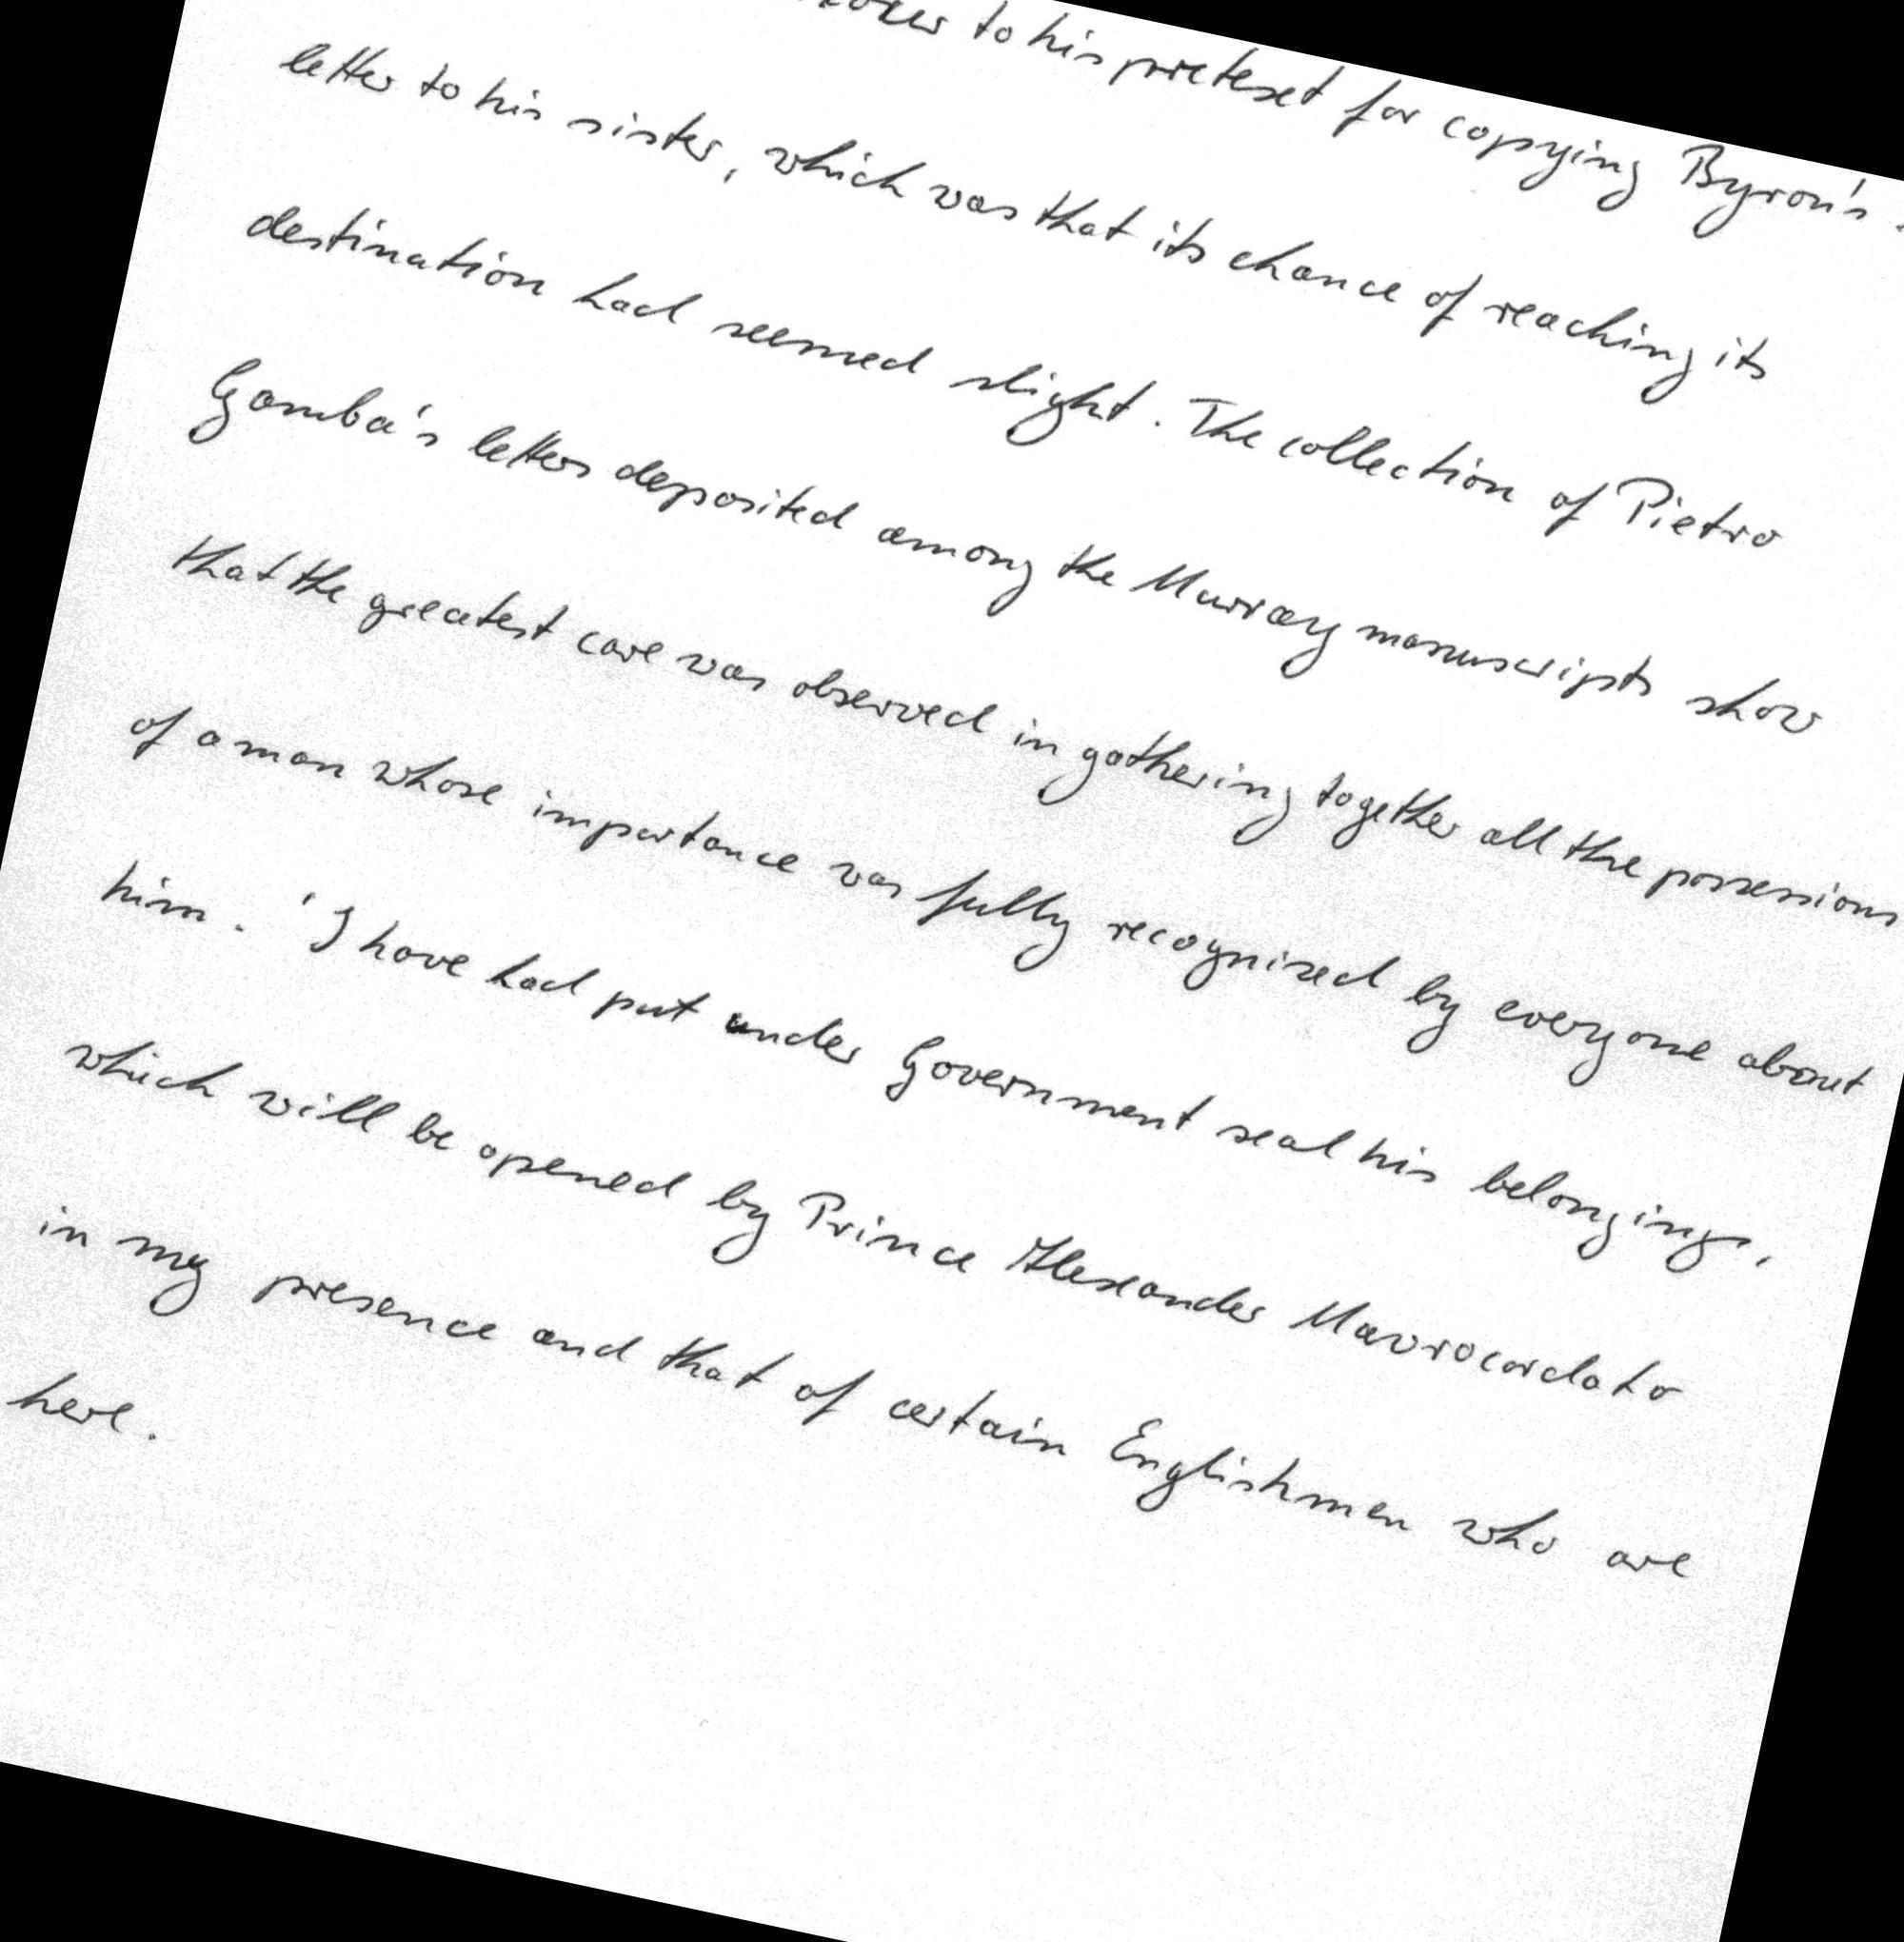 to his pretext for copying Byron's
letter to his sister, which was that its chance of reaching its
destination had seemed slight. The collection of Pietro
Gamba's letters deposited among the Murray manuscripts show
that the greatest care was observed in gathering together all the possessions
of a man whose importance was fully recognized by everyone about
him. 'I have had put under Government seal his belongings,
which will be opened by Prince Alexander Mavrocordato
in my presence and that of certain Englishmen who are
here.